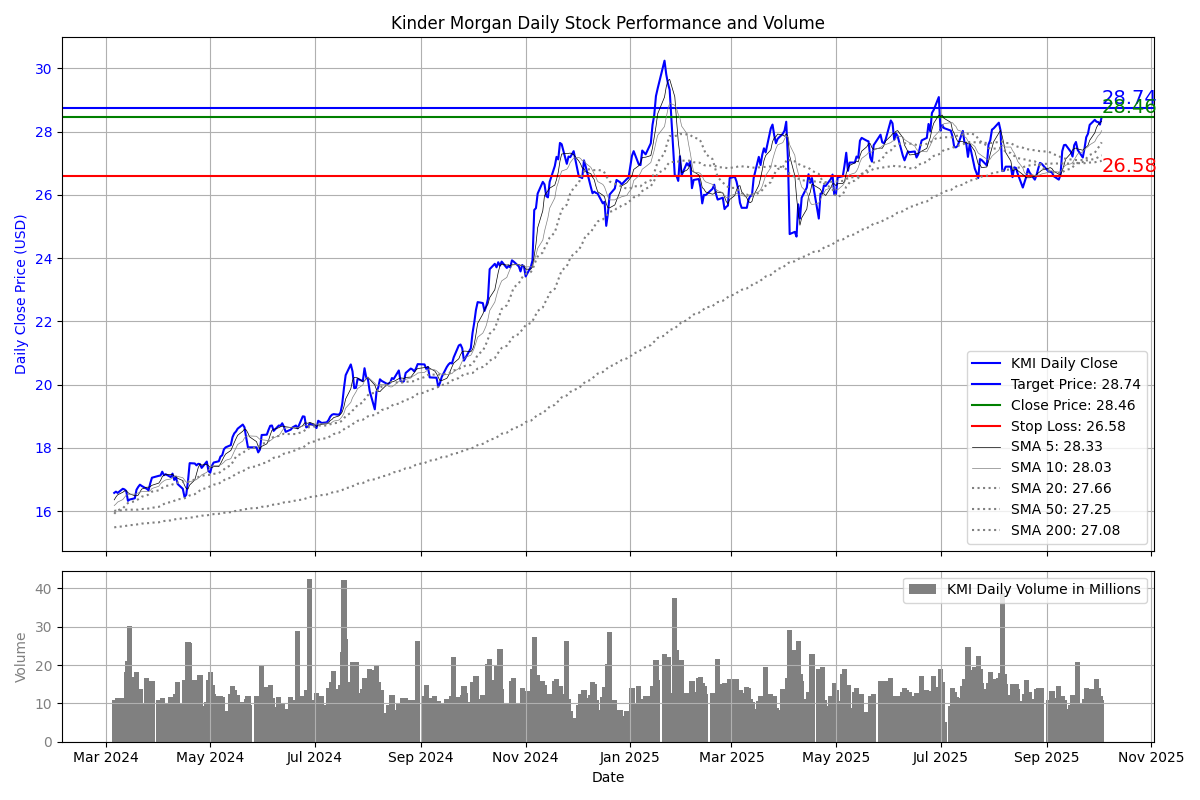 Kinder Morgan Daily Stock Performance and Volume
Daily Close Price (USD)
30
28
26
24
22
20
18
16
28.74
28.46
26.58
KMI Daily Close
Target Price: 28.74
Close Price: 28.46
Stop Loss: 26.58
SMA 5: 28.33
SMA 10: 28.03
SMA 20: 27.66
SMA 50: 27.25
SMA 200: 27.08
Volume
40
30
20
10
0
KMI Daily Volume in Millions
Mar 2024 May 2024 Jul 2024 Sep 2024 Nov 2024 Jan 2025 Mar 2025 May 2025 Jul 2025 Sep 2025 Nov 2025
Date